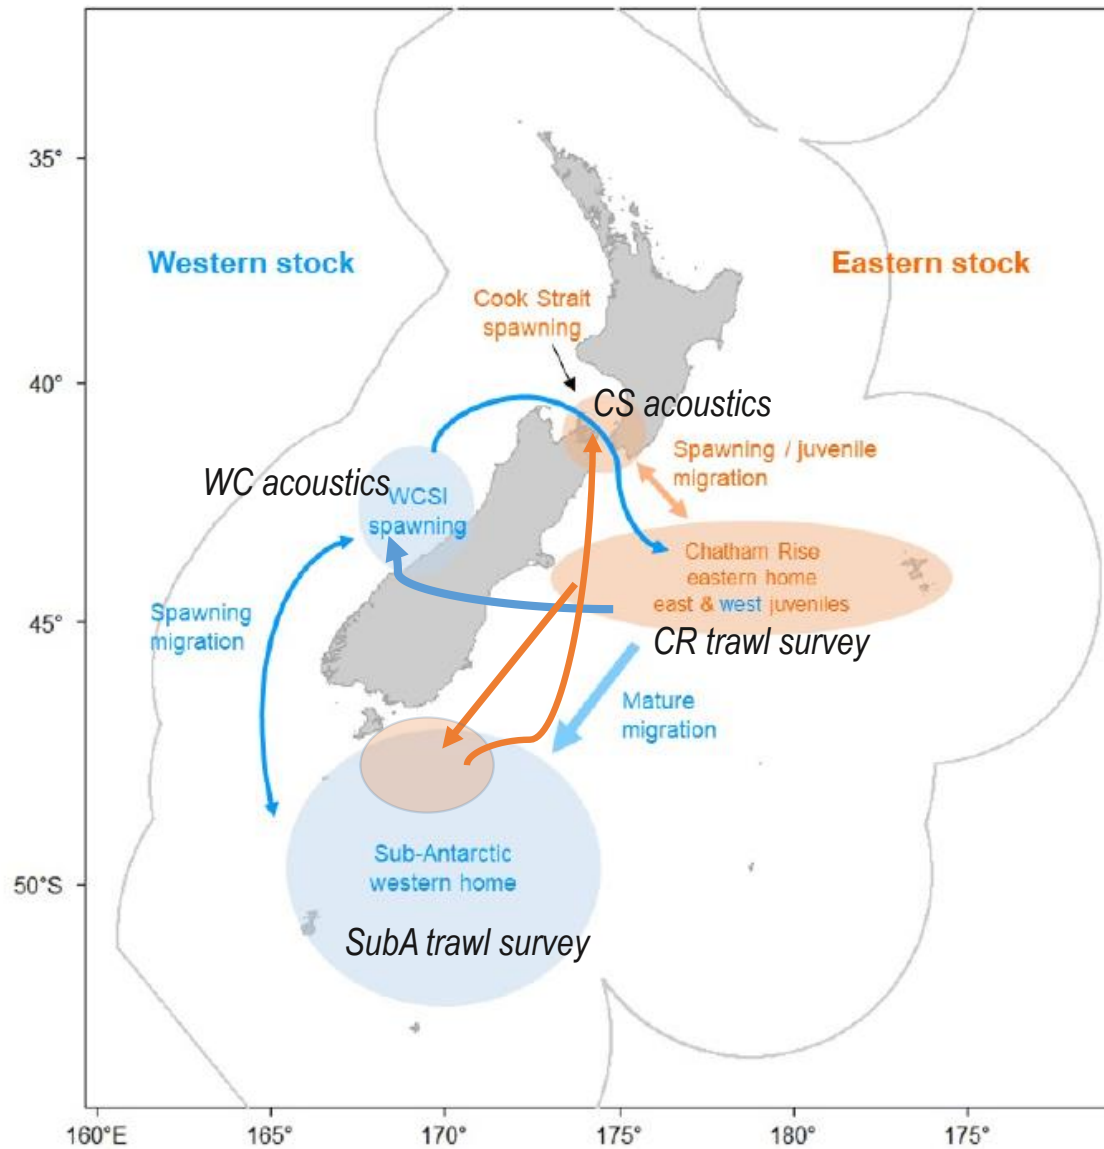 35°
Western stock
Eastern stock
Cook Strait
spawning
40°
CS acoustics
Spawning / juvenile
migration
WC acoustics
WCSI
spawning
Chatham Rise
eastern home
east & west juveniles
Spawning
migration
45°
CR trawl survey
Mature
migration
Sub-Antarctic
western home
50°S
SubA trawl survey
160°E
165°
170°
175°
180°
175°